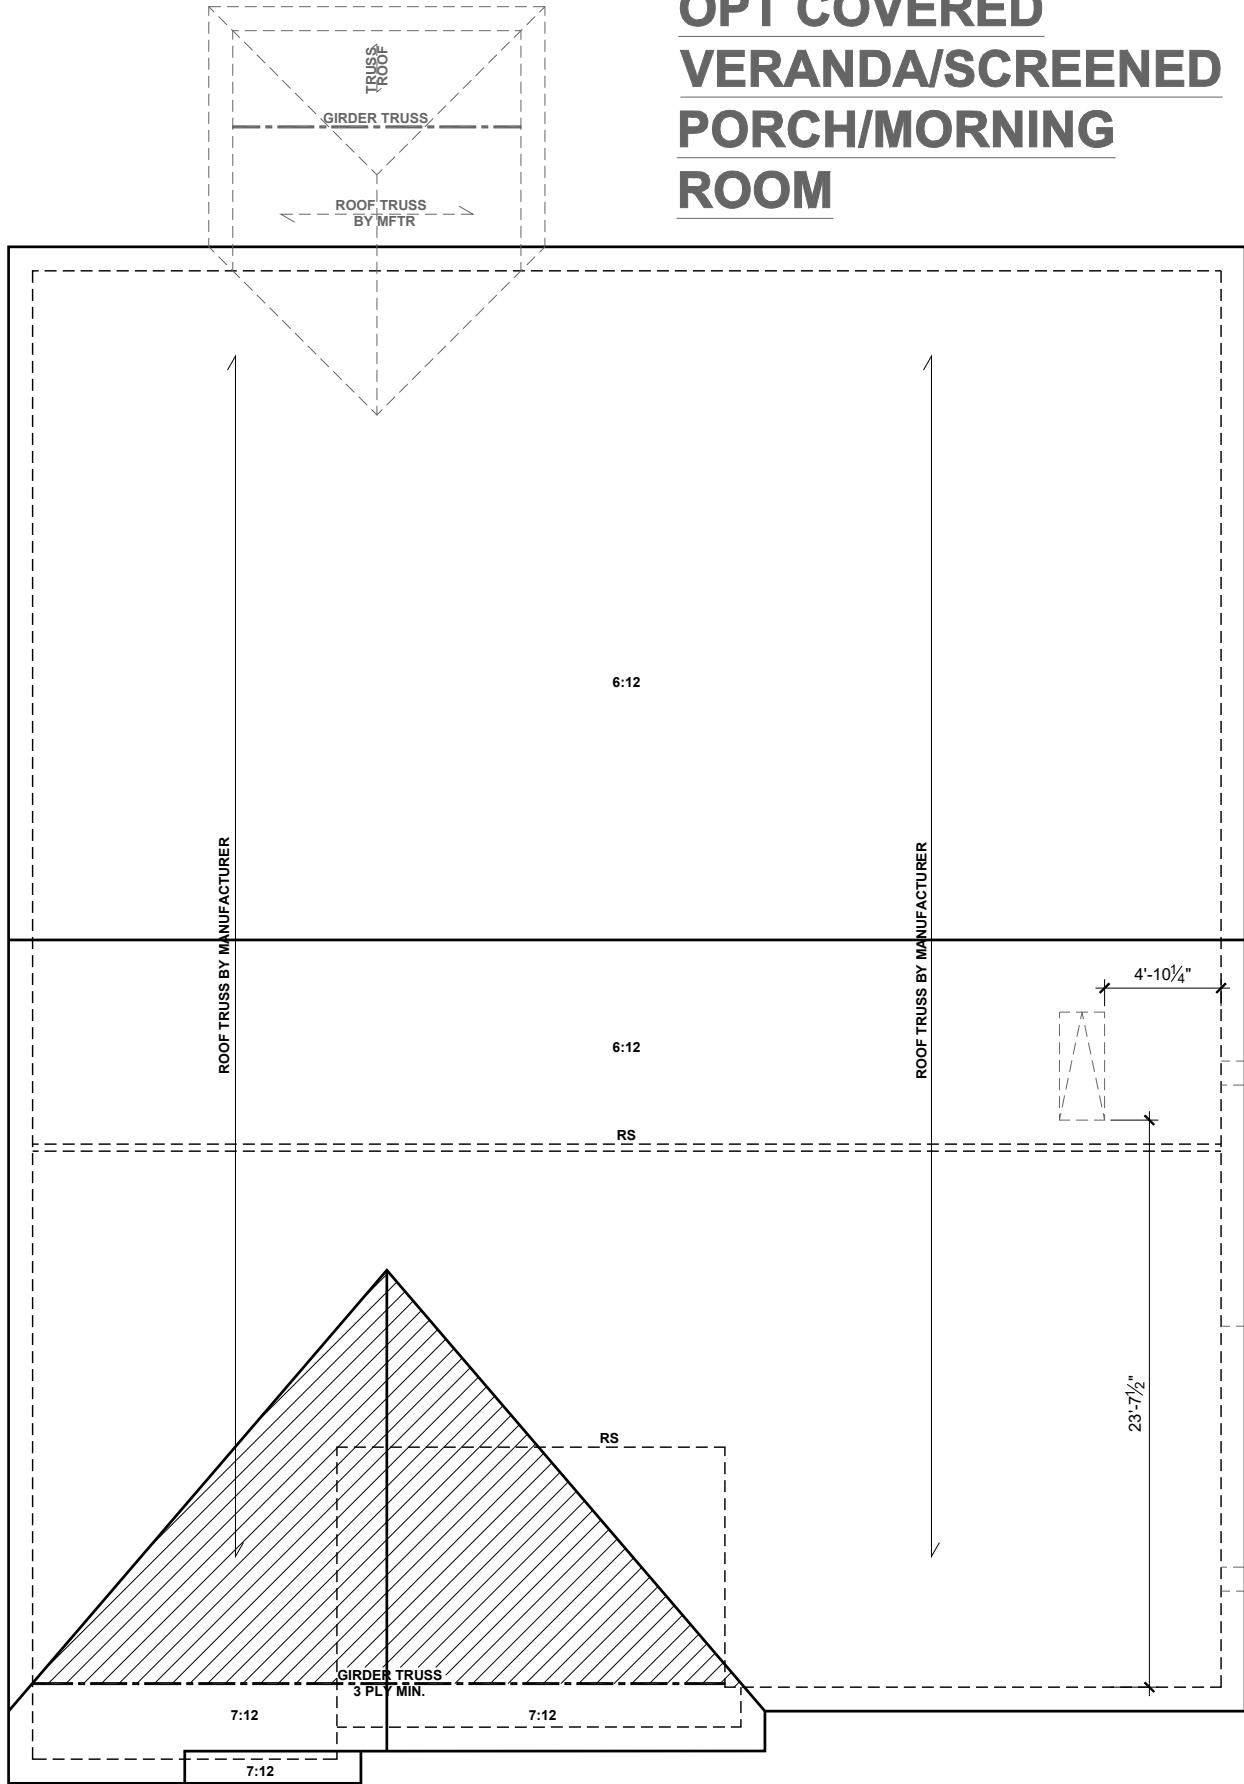 OPT COVERED
VERANDA/SCREENED
PORCH/MORNING
ROOM
TRUSS
ROOF
GIRDER TRUSS
ROOF TRUSS
BY MFTR
6:12
ROOF TRUSS BY MANUFACTURER
ROOF TRUSS BY MANUFACTURER
4'-10¼"
6:12
RS
23'-7½"
RS
GIRDER TRUSS
3 PLY MIN.
7:12
7:12
7:12